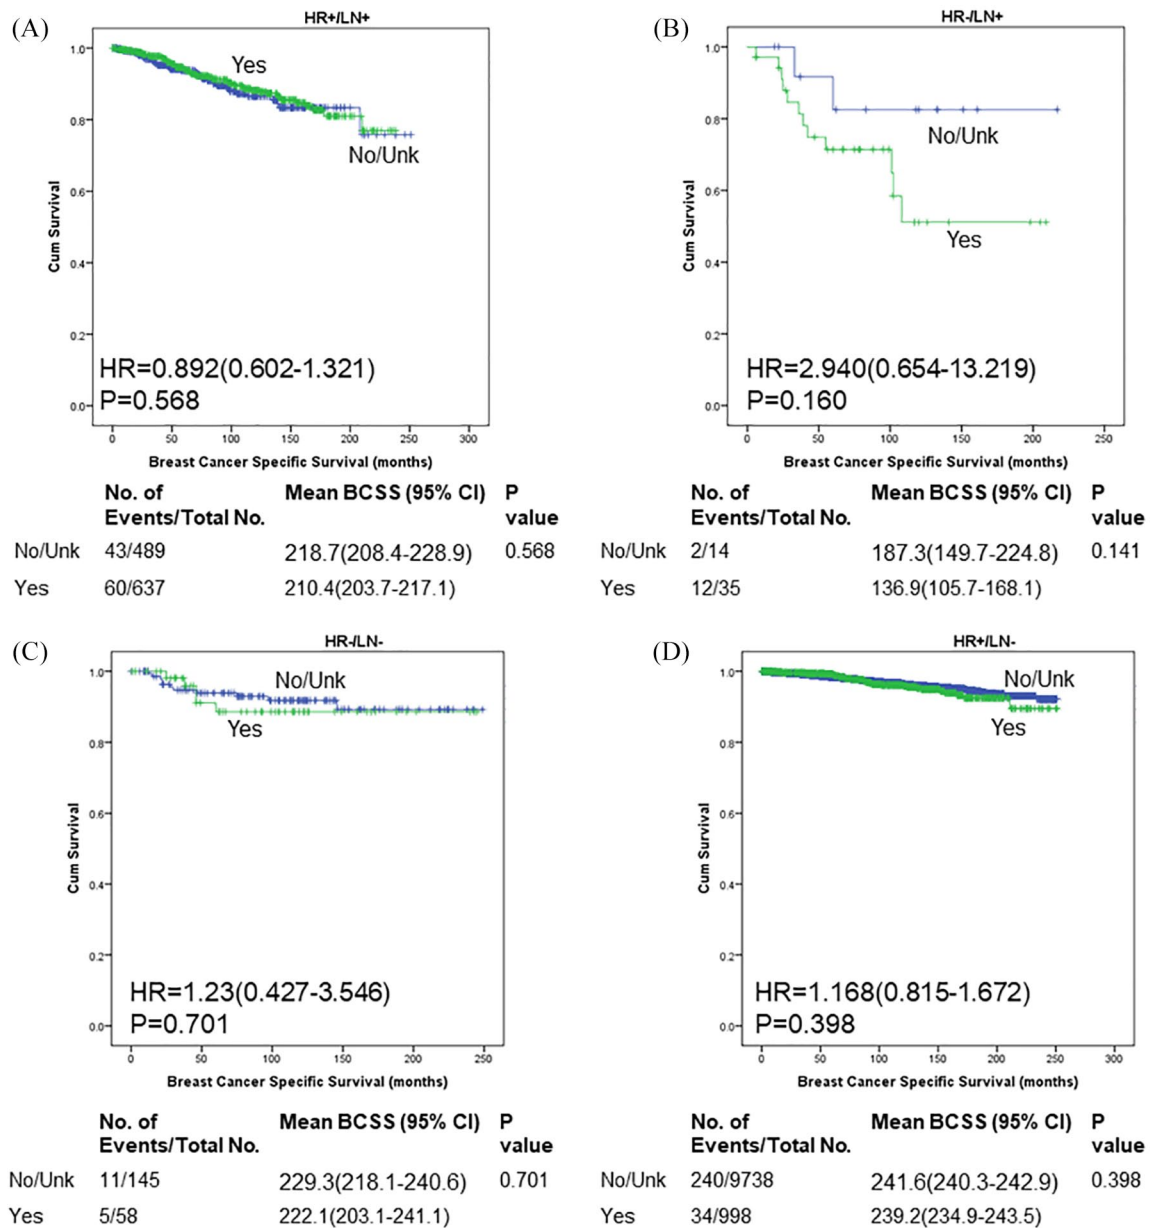 (A)
HR+/LN+
1.0
0.8
0.6
0.4
0.2
0.0
Cum Survival
Yes
No/Unk
HR=0.892(0.602-1.321)
P=0.568
0 50 100 150 200 250 300
Breast Cancer Specific Survival (months)
No. of Mean BCSS (95% CI) P
Events/Total No. value
No/Unk 43/489 218.7(208.4-228.9) 0.568
Yes 60/637 210.4(203.7-217.1)
(B)
HR-/LN+
1.0
0.8
0.6
0.4
0.2
0.0
Cum Survival
No/Unk
Yes
HR=2.940(0.654-13.219)
P=0.160
0 50 100 150 200 250
Breast Cancer Specific Survival (months)
No. of Mean BCSS (95% CI) P
Events/Total No. value
No/Unk 2/14 187.3(149.7-224.8) 0.141
Yes 12/35 136.9(105.7-168.1)
(C)
HR-/LN-
1.0
0.8
0.6
0.4
0.2
0.0
Cum Survival
No/Unk
Yes
HR=1.23(0.427-3.546)
P=0.701
0 50 100 150 200 250
Breast Cancer Specific Survival (months)
No. of Mean BCSS (95% CI) P
Events/Total No. value
No/Unk 11/145 229.3(218.1-240.6) 0.701
Yes 5/58 222.1(203.1-241.1)
(D)
HR+/LN-
1.0
0.8
0.6
0.4
0.2
0.0
Cum Survival
No/Unk
Yes
HR=1.168(0.815-1.672)
P=0.398
0 50 100 150 200 250 300
Breast Cancer Specific Survival (months)
No. of Mean BCSS (95% CI) P
Events/Total No. value
No/Unk 240/9738 241.6(240.3-242.9) 0.398
Yes 34/998 239.2(234.9-243.5)